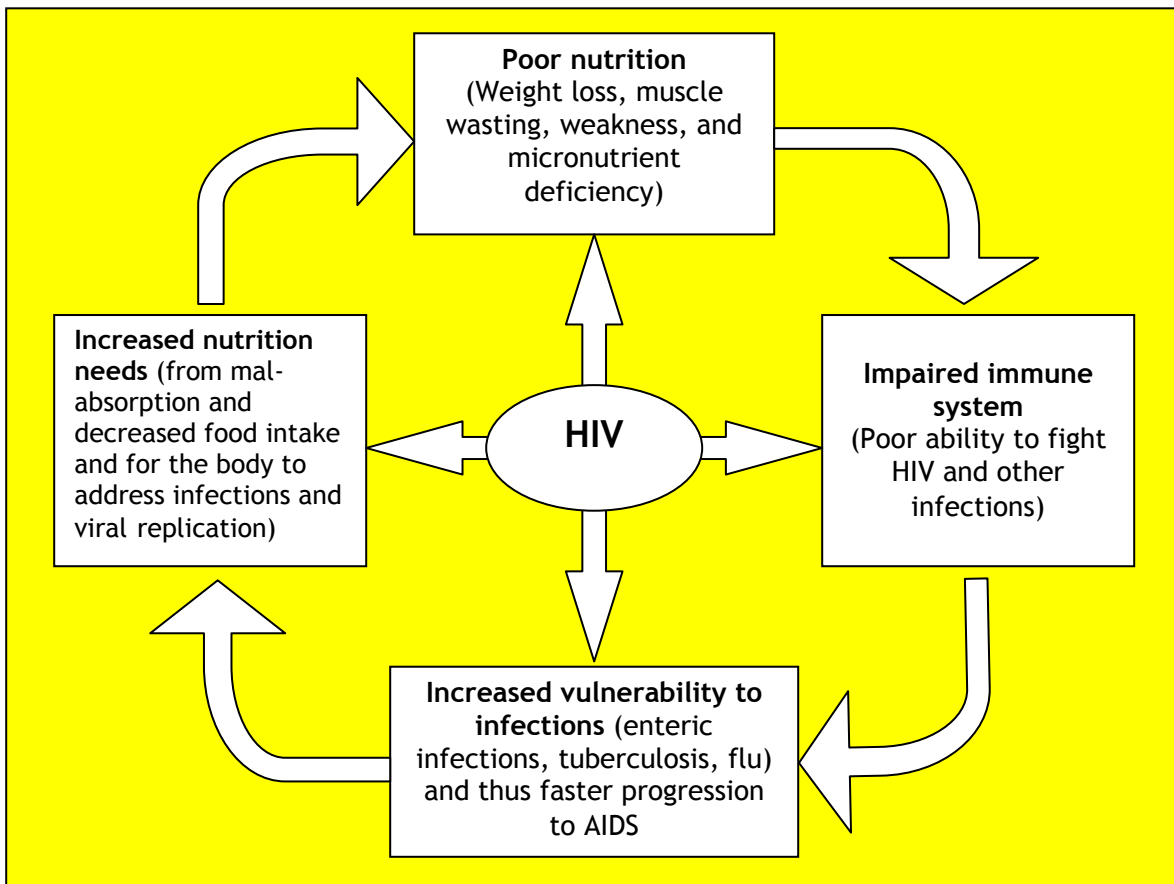 Poor nutrition
(Weight loss, muscle
wasting, weakness, and
micronutrient
deficiency)
Increased nutrition
needs (from mal-
absorption and
decreased food intake
and for the body to
address infections and
viral replication)
HIV
Impaired immune
system
(Poor ability to fight
HIV and other
infections)
Increased vulnerability to
infections (enteric
infections, tuberculosis, flu)
and thus faster progression
to AIDS